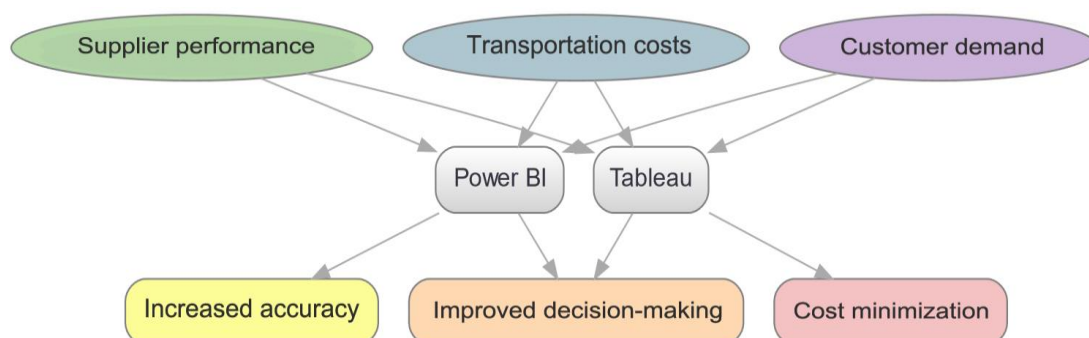 Supplier performance
Transportation costs
Customer demand
Power BI
Tableau
Increased accuracy
Improved decision-making
Cost minimization